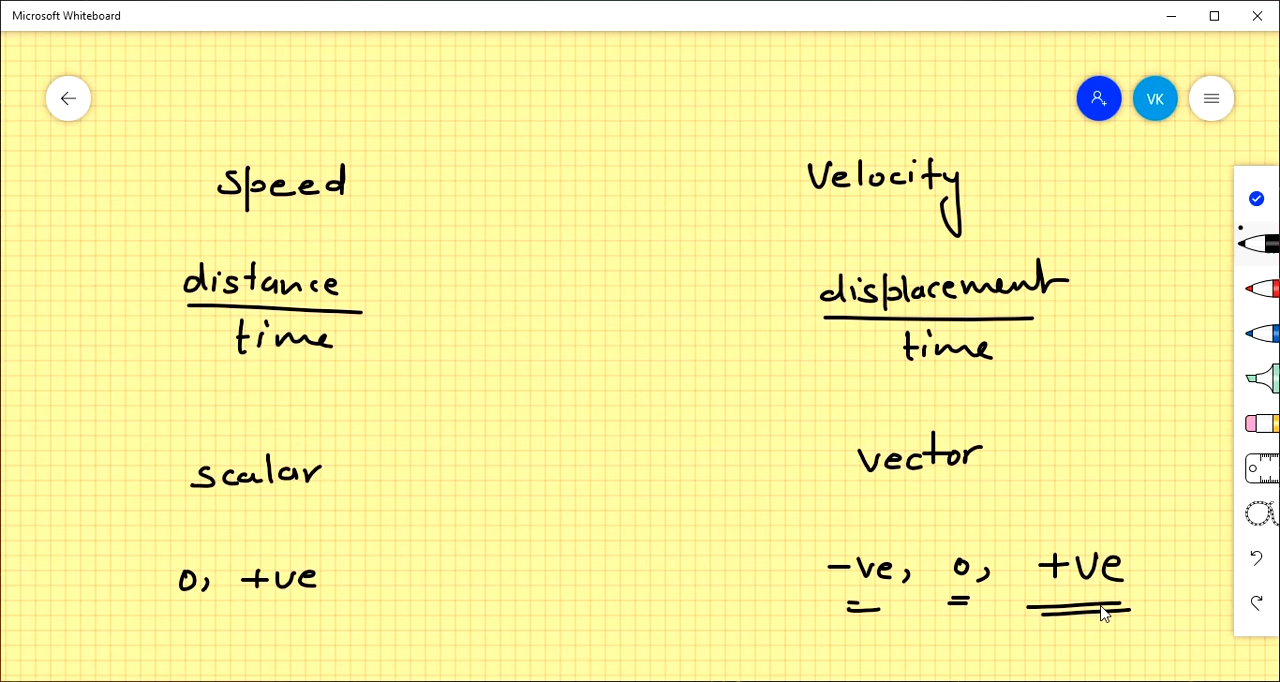 Microsoft Whiteboard
VK
Speed
Velocity
distance
time
displacement
time
scalar
vector
0, +ve
-ve, 0, +ve